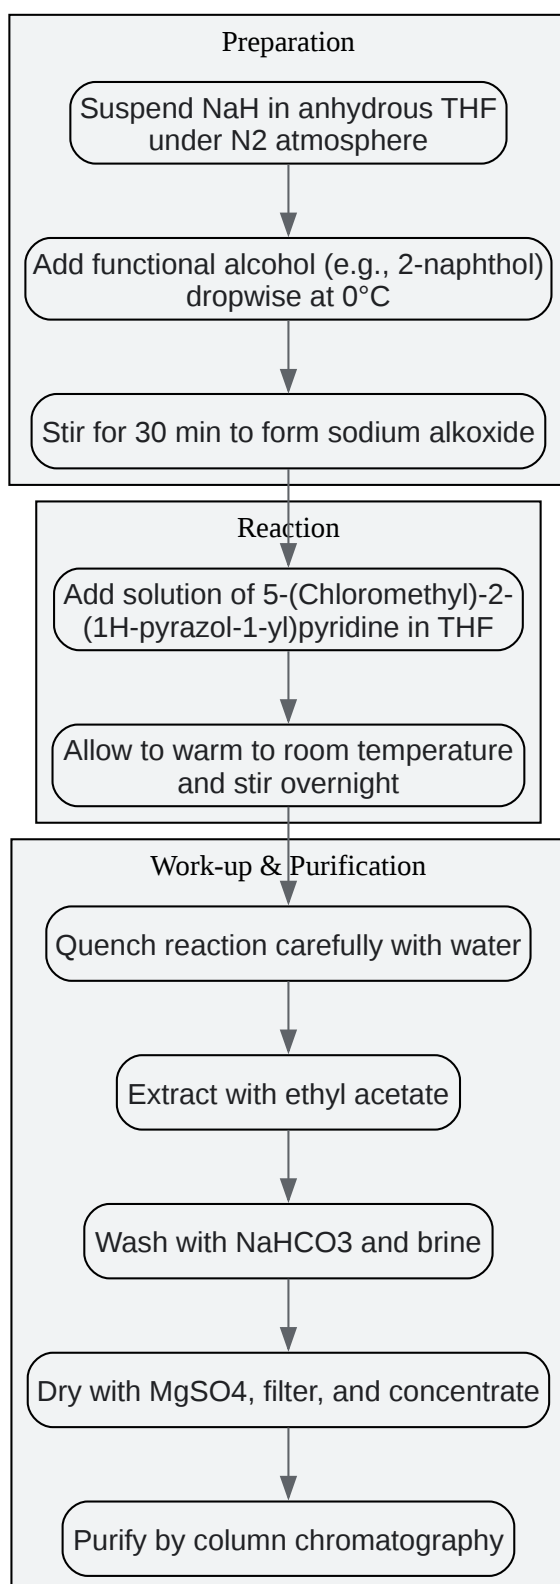 Preparation
Suspend NaH in anhydrous THF
under N2 atmosphere
Add functional alcohol (e.g., 2-naphthol)
dropwise at 0°C
Stir for 30 min to form sodium alkoxide
Reaction
Add solution of 5-(Chloromethyl)-2-
(1H-pyrazol-1-yl)pyridine in THF
Allow to warm to room temperature
and stir overnight
Work-up & Purification
Quench reaction carefully with water
Extract with ethyl acetate
Wash with NaHCO3 and brine
Dry with MgSO4, filter, and concentrate
Purify by column chromatography